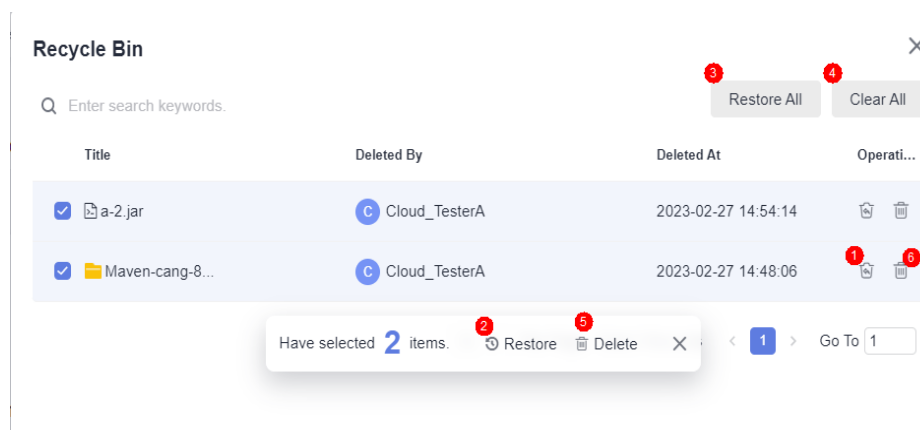 Recycle Bin
3 4
Enter search keywords. Restore All Clear All
Title Deleted By Deleted At Operati...
a-2.jar C Cloud_TesterA 2023-02-27 14:54:14
1 6
Maven-cang-8... C Cloud_TesterA 2023-02-27 14:48:06
2 5
Have selected 2 items. Restore Delete 1 Go To 1